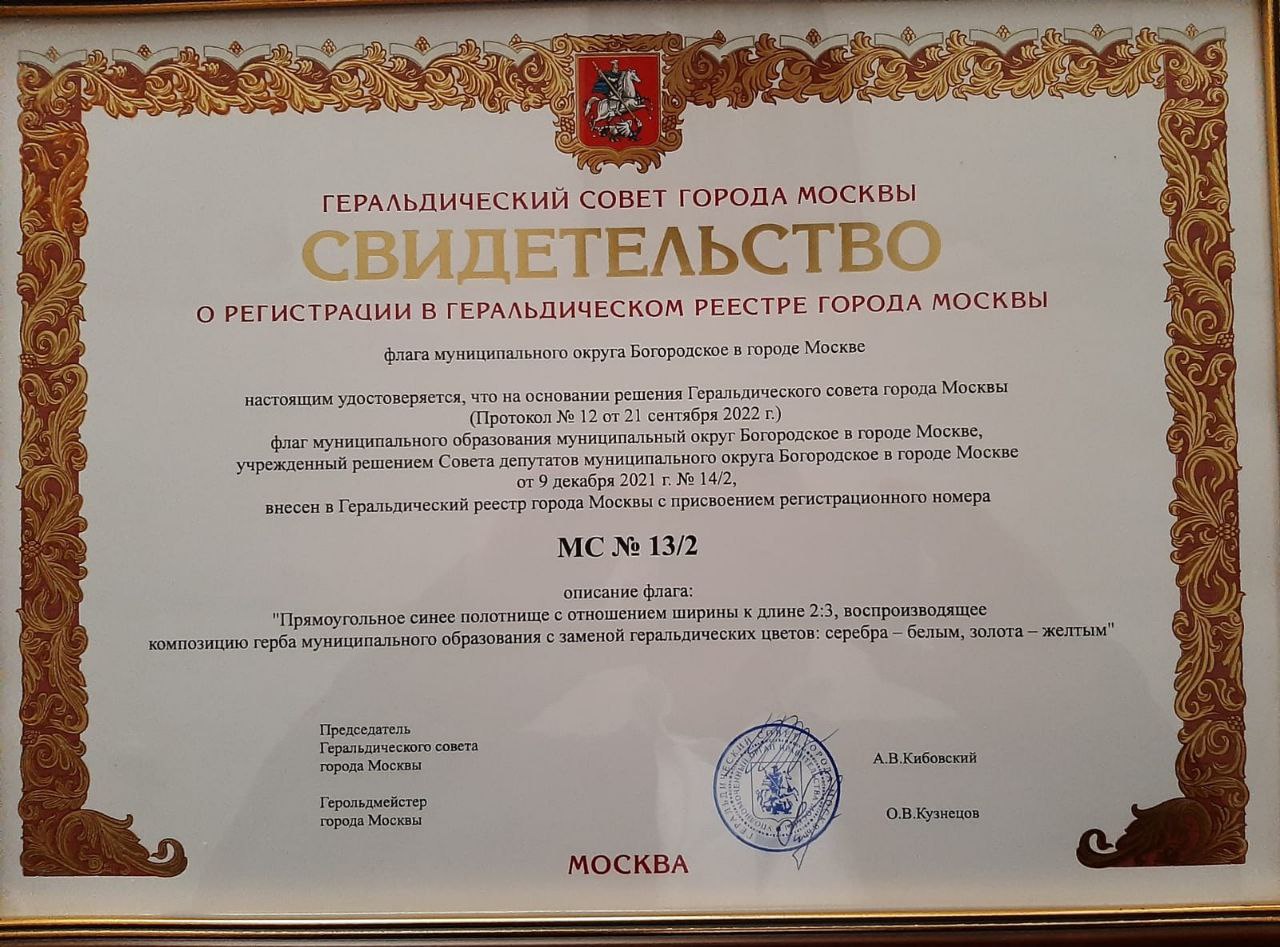 ГЕРАЛЬДИЧЕСКИЙ СОВЕТ ГОРОДА МОСКВЫ
СВИДЕТЕЛЬСТВО
О РЕГИСТРАЦИИ В ГЕРАЛЬДИЧЕСКОМ РЕЕСТРЕ ГОРОДА МОСКВЫ
флага муниципального округа Богородское в городе Москве
настоящим удостоверяется, что на основании решения Геральдического совета города Москвы
(Протокол № 12 от 21 сентября 2022 г.)
флаг муниципального образования муниципальный округ Богородское в городе Москве,
учрежденный решением Совета депутатов муниципального округа Богородское в городе Москве
от 9 декабря 2021 г. № 14/2,
внесен в Геральдический реестр города Москвы с присвоением регистрационного номера
МС № 13/2
описание флага:
"Прямоугольное синее полотнище с отношением ширины к длине 2:3, воспроизводящее
композицию герба муниципального образования с заменой геральдических цветов: серебра – белым, золота – желтым"
Председатель
Геральдического совета
города Москвы
А.В.Кибовский
Герольдмейстер
города Москвы
О.В.Кузнецов
ГЕРАЛЬДИЧЕСКИЙ СОВЕТ ГОРОДА МОСКВЫ
МОСКВА